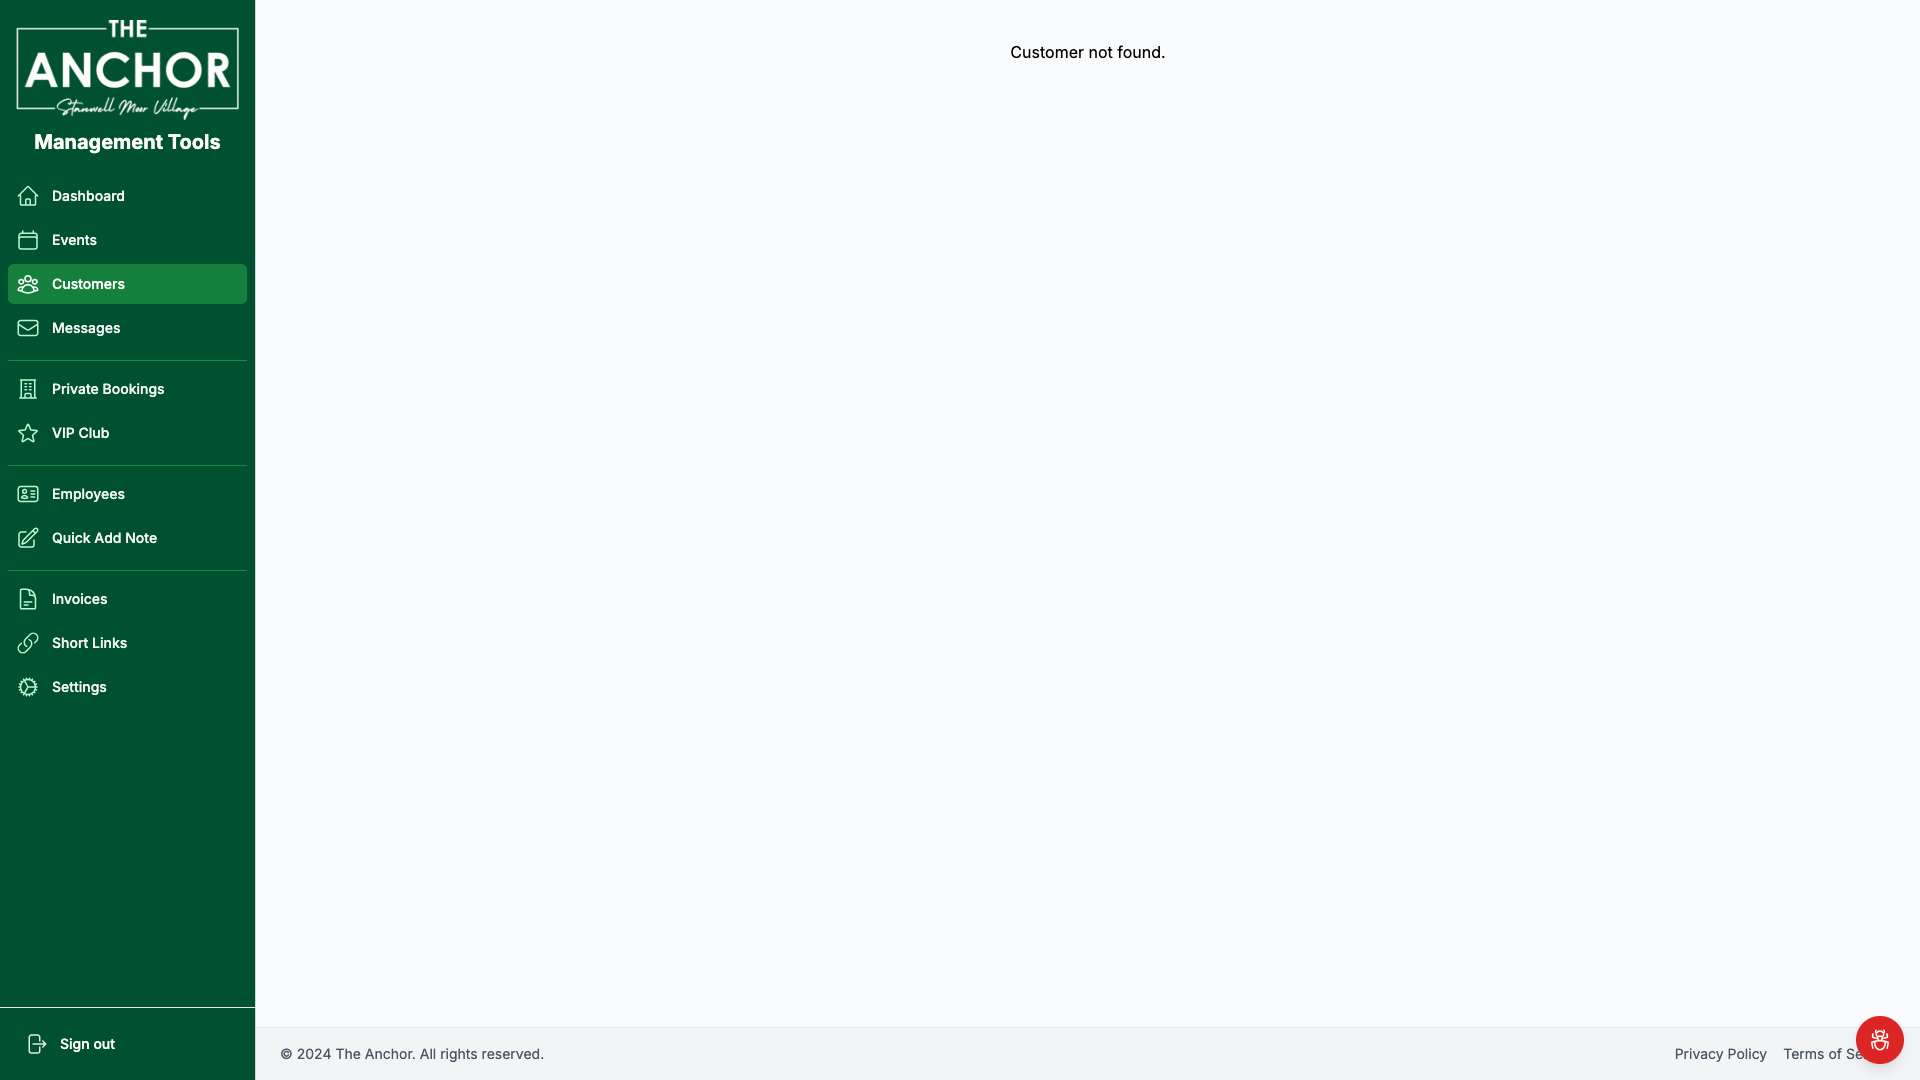 THE
ANCHOR
Stanwell Moor Village
Management Tools
Dashboard
Events
Customers
Messages
Private Bookings
VIP Club
Employees
Quick Add Note
Invoices
Short Links
Settings
Sign out
Customer not found.
© 2024 The Anchor. All rights reserved.
Privacy Policy
Terms of